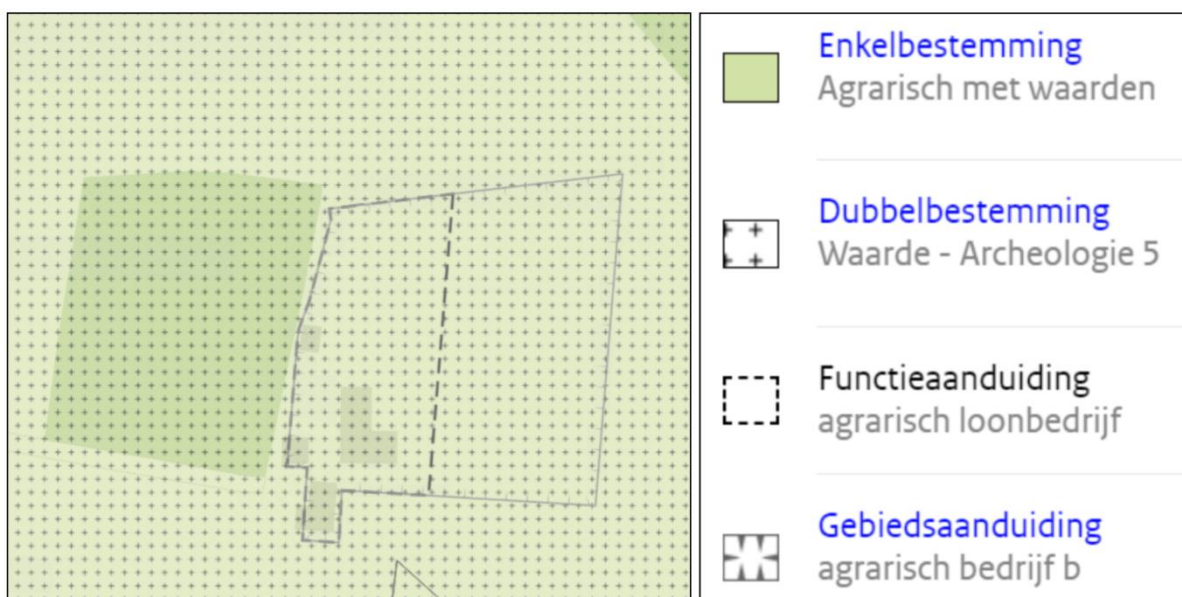 Enkelbestemming
Agrarisch met waarden
Dubbelbestemming
Waarde - Archeologie 5
Functieaanduiding
agrarisch loonbedrijf
Gebiedsaanduiding
agrarisch bedrijf b